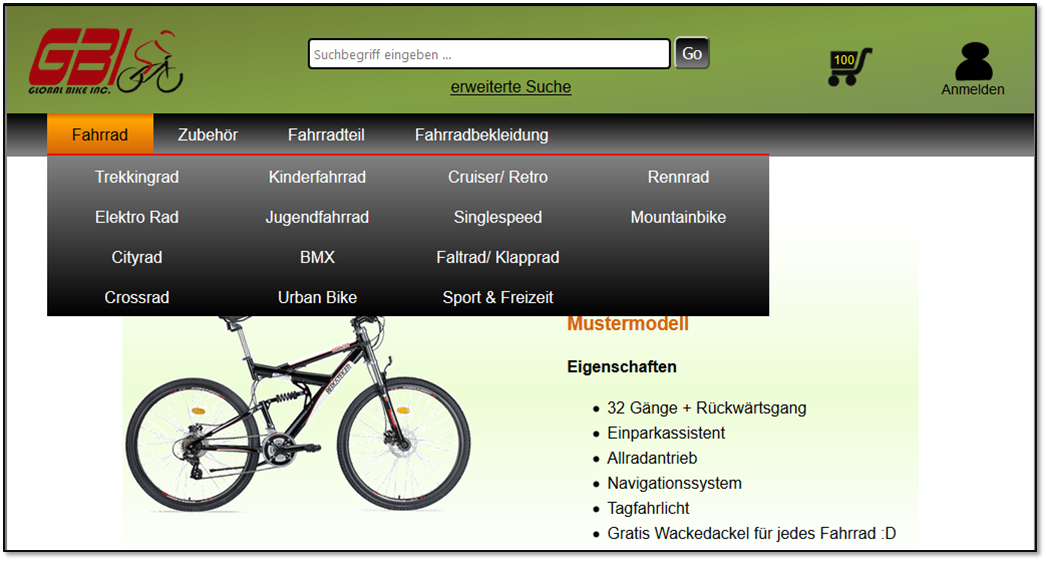 GBI
GLOBAL BIKE INC.
Suchbegriff eingeben ...
Go
erweiterte Suche
100
Anmelden
Fahrrad Zubehör Fahrradteil Fahrradbekleidung
Trekkingrad Kinderfahrrad Cruiser/ Retro Rennrad
Elektro Rad Jugendfahrrad Singlespeed Mountainbike
Cityrad BMX Faltrad/ Klapprad
Crossrad Urban Bike Sport & Freizeit
Mustermodell
Eigenschaften
32 Gänge + Rückwärtsgang
Einparkassistent
Allradantrieb
Navigationssystem
Tagfahrlicht
Gratis Wackedackel für jedes Fahrrad :D